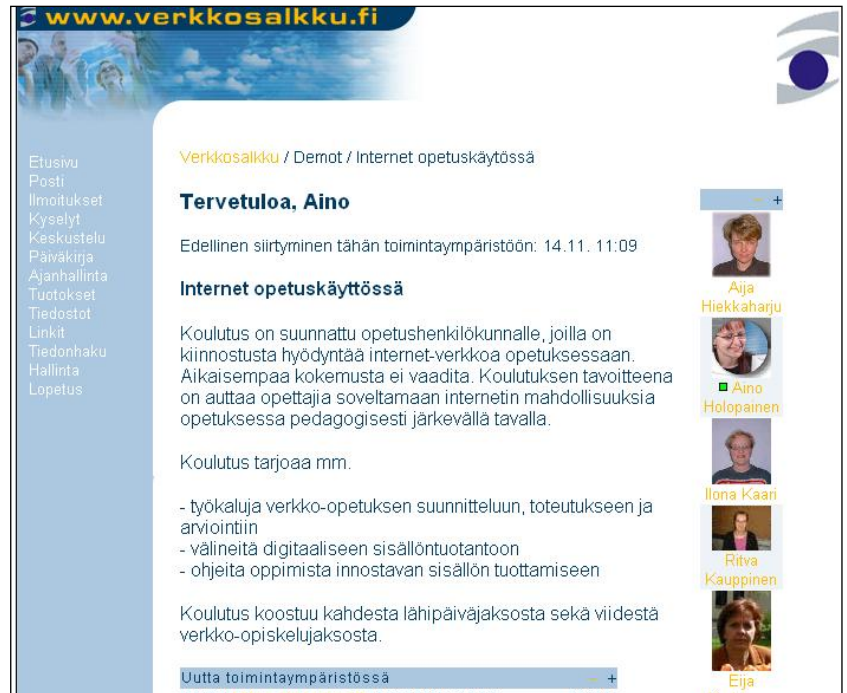 www.verkkosalkku.fi
Etusivu
Posti
Ilmoitukset
Kyselyt
Keskustelu
Päiväkirja
Ajanhallinta
Tuotokset
Tiedostot
Linkit
Tiedonhaku
Hallinta
Lopetus
Verkkosalkku / Demot / Internet opetuskäytössä
Tervetuloa, Aino
Edellinen siirtyminen tähän toimintaympäristöön: 14.11. 11:09
Internet opetuskäyttössä
Koulutus on suunnattu opetushenkilökunnalle, joilla on
kiinnostusta hyödyntää internet-verkkoa opetuksessaan.
Aikaisempaa kokemusta ei vaadita. Koulutuksen tavoitteena
on auttaa opettajia soveltamaan internetin mahdollisuuksia
opetuksessa pedagogisesti järkevällä tavalla.
Koulutus tarjoaa mm.
- työkaluja verkko-opetuksen suunnitteluun, toteutukseen ja
arviointiin
- välineitä digitaaliseen sisällöntuotantoon
- ohjeita oppimista innostavan sisällön tuottamiseen
Koulutus koostuu kahdesta lähipäiväjaksosta sekä viidestä
verkko-opiskelujaksosta.
Uutta toimintaympäristössä - +
- +
Aija
Hiekkaharju
Aino
Holopainen
Ilona Kaari
Ritva
Kauppinen
Eija